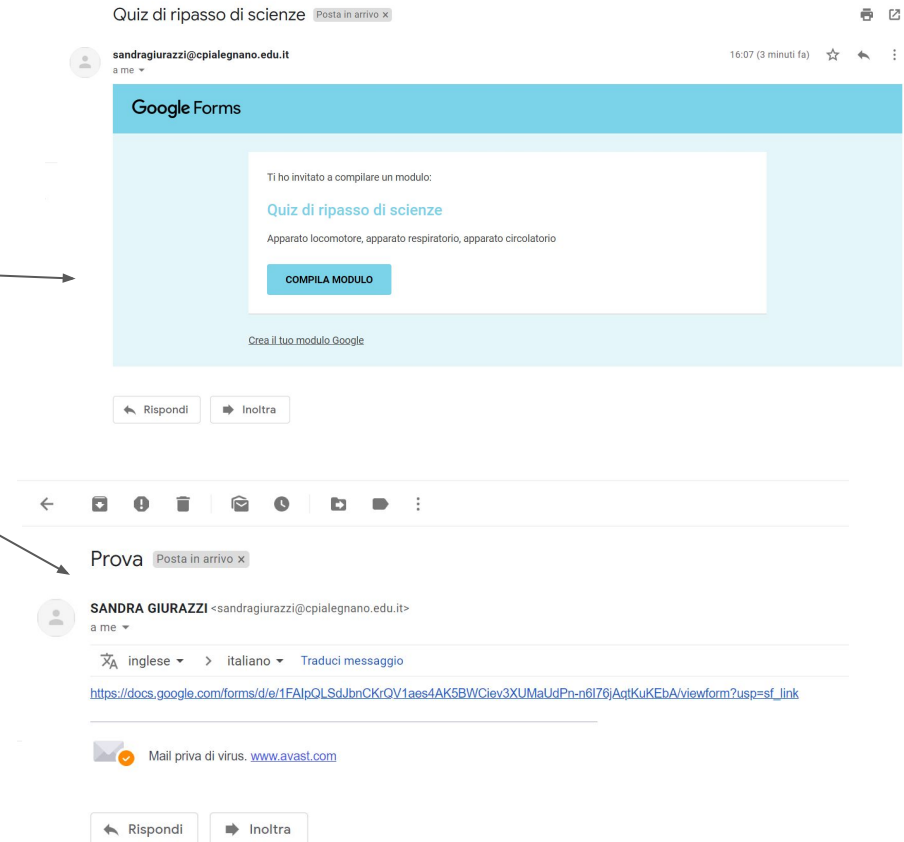 Quiz di ripasso di scienze Posta in arrivo x
sandragiurazzi@cpialegnano.edu.it 16:07 (3 minuti fa)
a me
Google Forms
Ti ho invitato a compilare un modulo:
Quiz di ripasso di scienze
Apparato locomotore, apparato respiratorio, apparato circolatorio
COMPILA MODULO
Crea il tuo modulo Google
Rispondi Inoltra
Prova Posta in arrivo x
SANDRA GIURAZZI <sandragiurazzi@cpialegnano.edu.it>
a me
inglese > italiano Traduci messaggio
https://docs.google.com/forms/d/e/1FAIpQLSdJbnCKrQV1aes4AK5BWCiev3XUMaUdPn-n6I76jAqtKuKEbA/viewform?usp=sf_link
Mail priva di virus. www.avast.com
Rispondi Inoltra